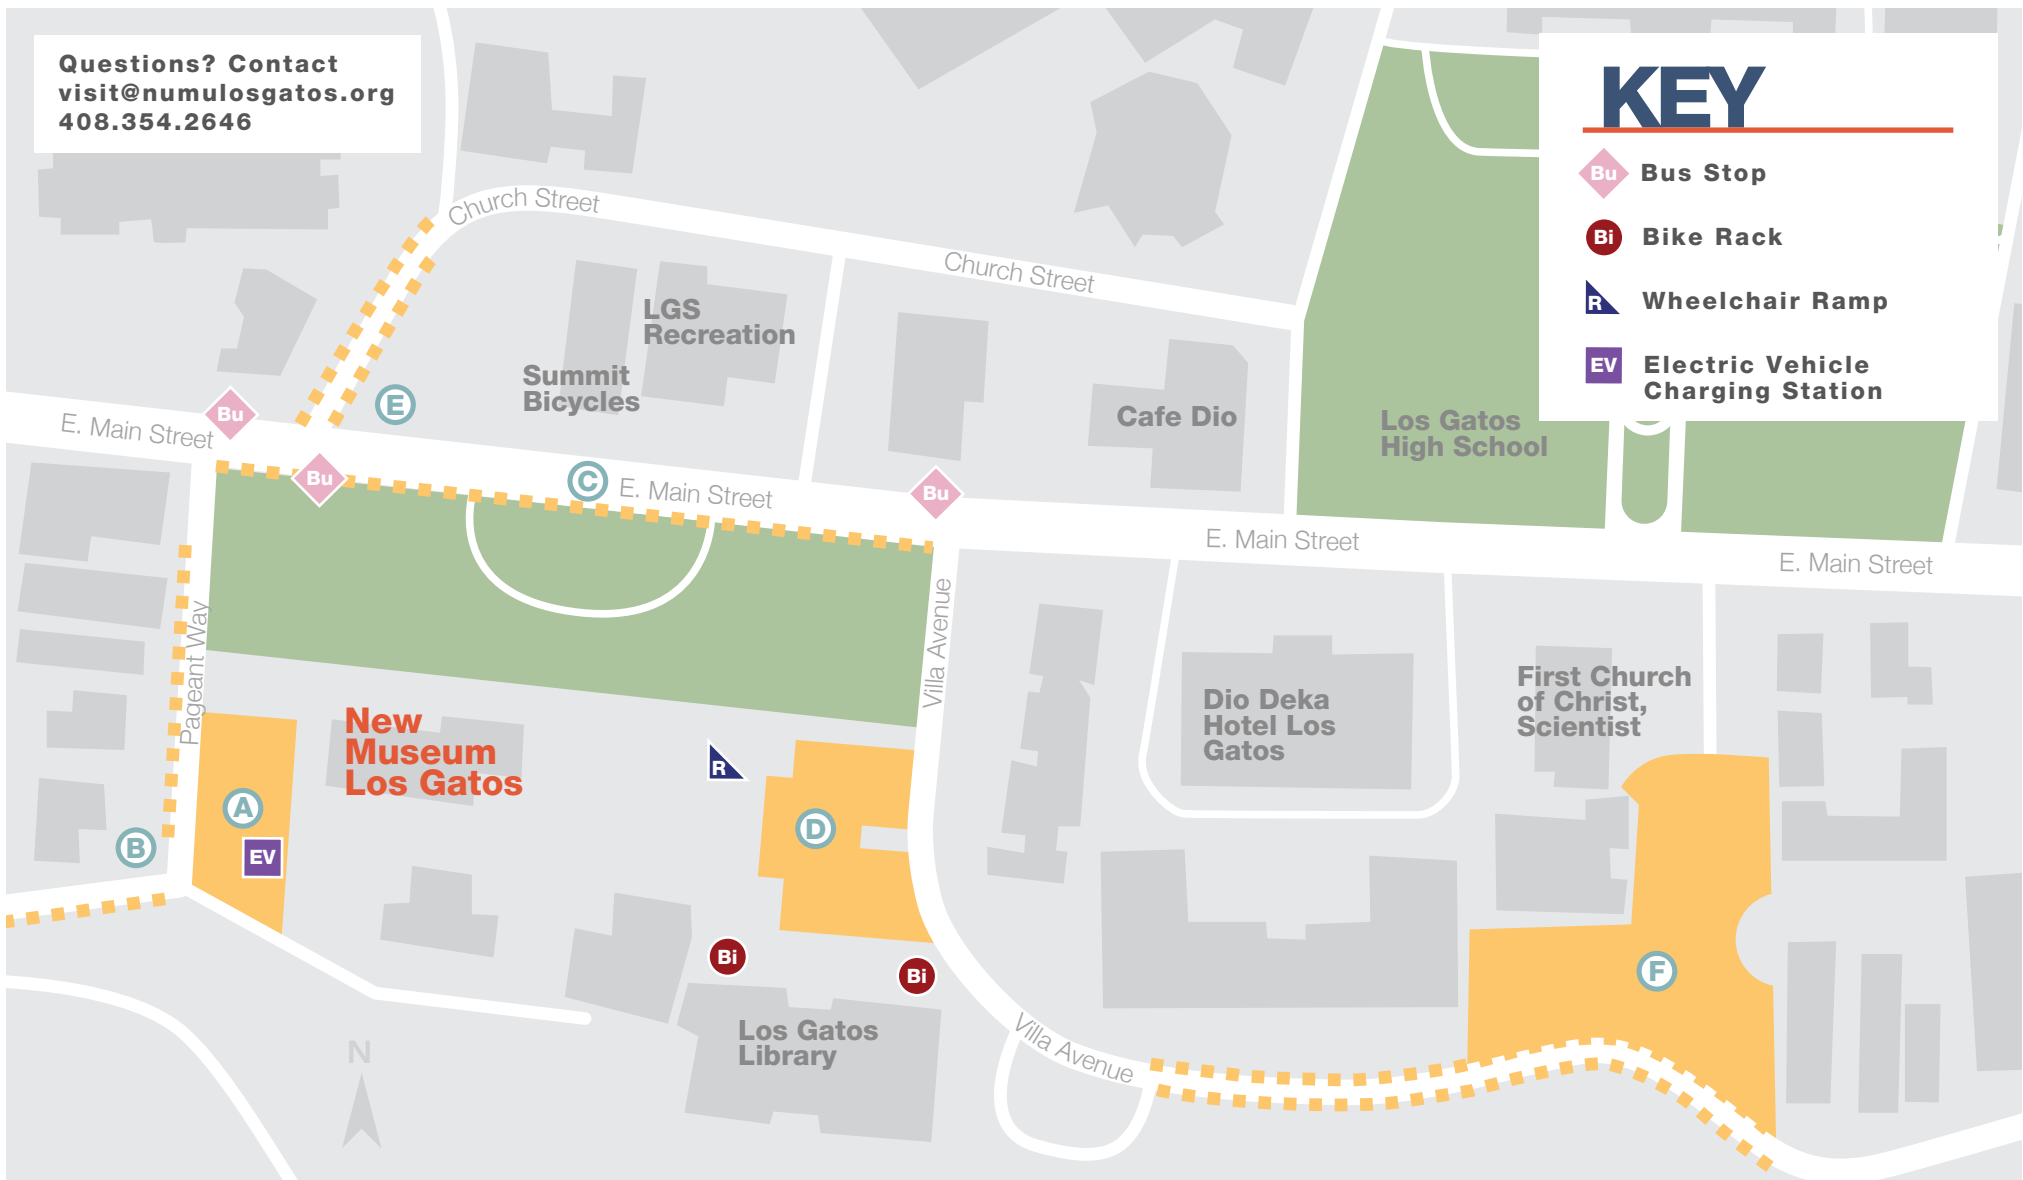 Questions? Contact
visit@numulosgatos.org
408.354.2646
KEY
Bu Bus Stop
Bi Bike Rack
R Wheelchair Ramp
EV Electric Vehicle
Charging Station
Church Street
Church Street
LGS
Recreation
Summit
Bicycles
Cafe Dio
Los Gatos
High School
Bu
E
E. Main Street
Bu
C
E. Main Street
Bu
E. Main Street
E. Main Street
Pageant Way
Villa Avenue
New
Museum
Los Gatos
R
Dio Deka
Hotel Los
Gatos
First Church
of Christ,
Scientist
A
B
EV
D
Bi
Bi
F
Los Gatos
Library
Villa Avenue
N